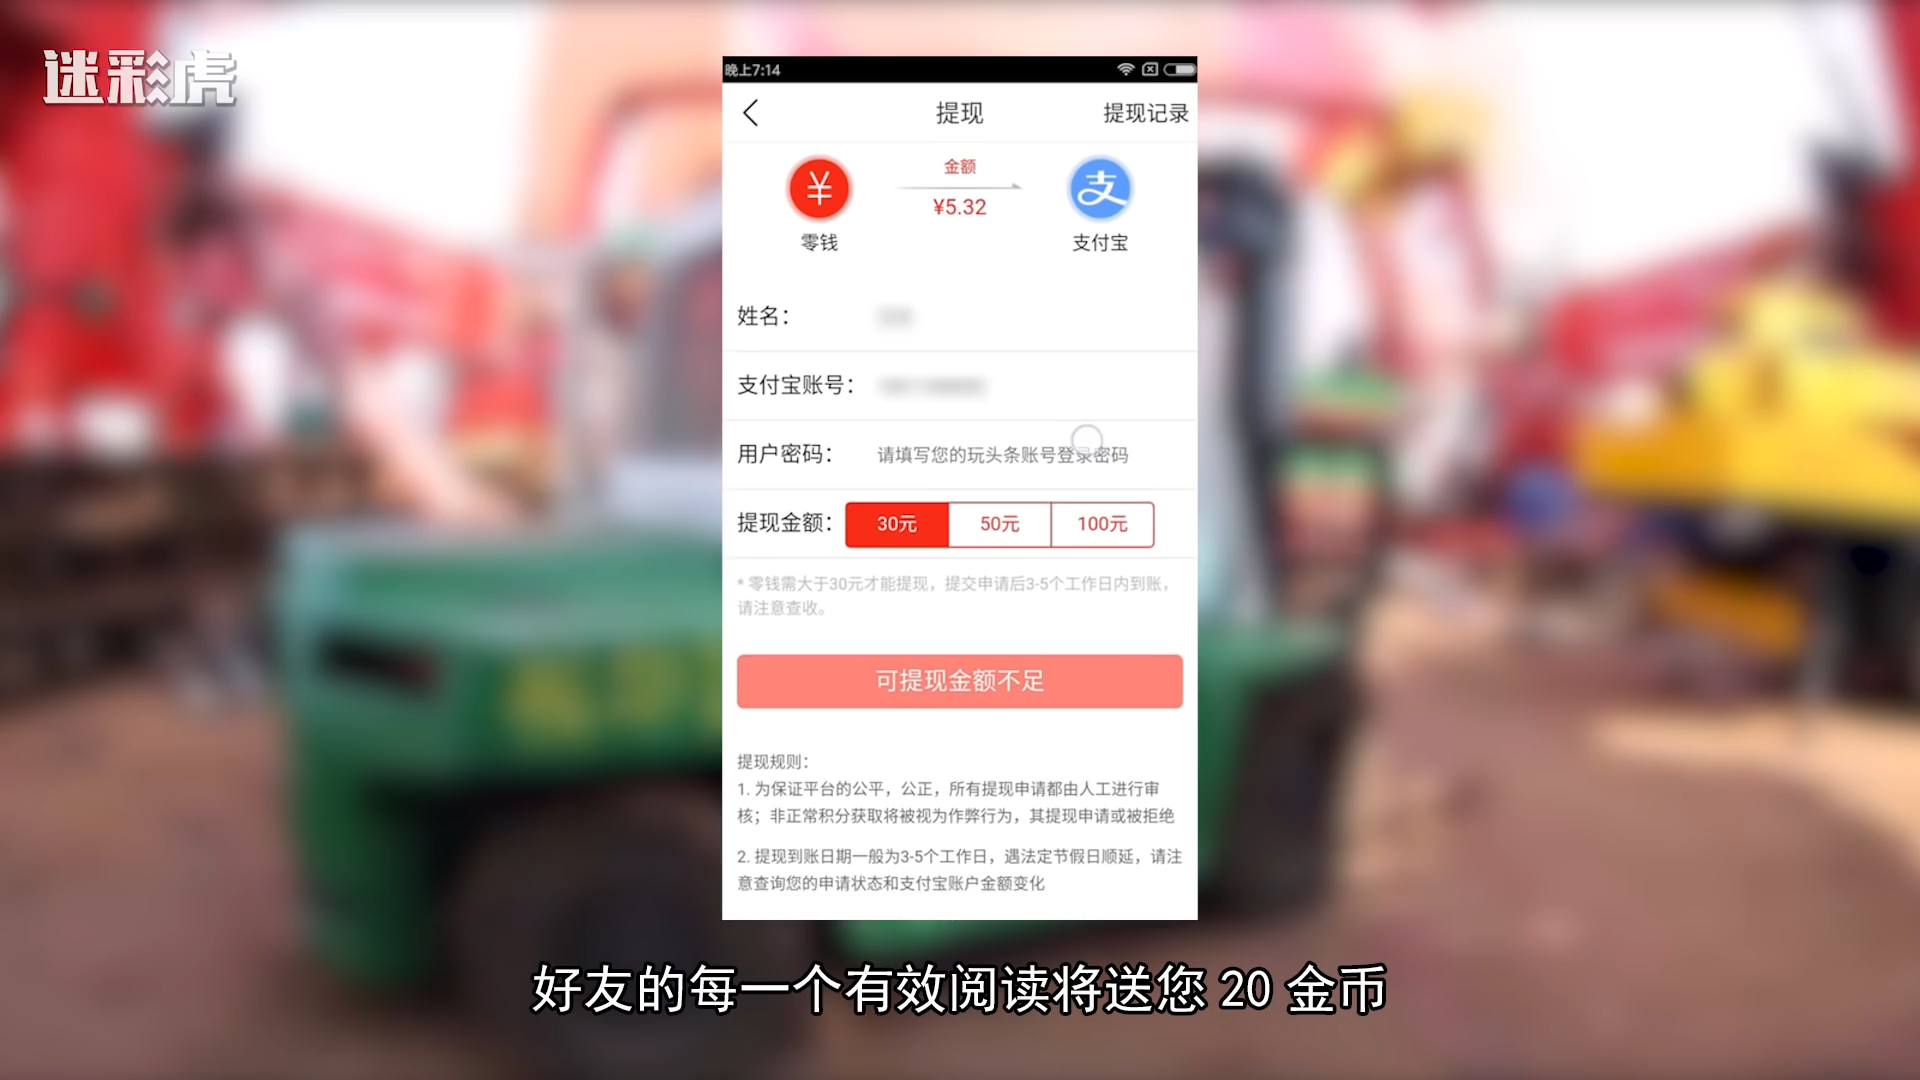 迷彩虎
晚上7:14
提现
提现记录
金额
¥5.32
零钱
支付宝
姓名：
支付宝账号：
用户密码：
请填写您的玩头条账号登录密码
提现金额：
30元
50元
100元
* 零钱需大于30元才能提现，提交申请后3-5个工作日内到账，
请注意查收。
可提现金额不足
提现规则：
1. 为保证平台的公平，公正，所有提现申请都由人工进行审
核；非正常积分获取将被视为作弊行为，其提现申请或被拒绝
2. 提现到账日期一般为3-5个工作日，遇法定节假日顺延，请注
意查询您的申请状态和支付宝账户金额变化
好友的每一个有效阅读将送您 20 金币